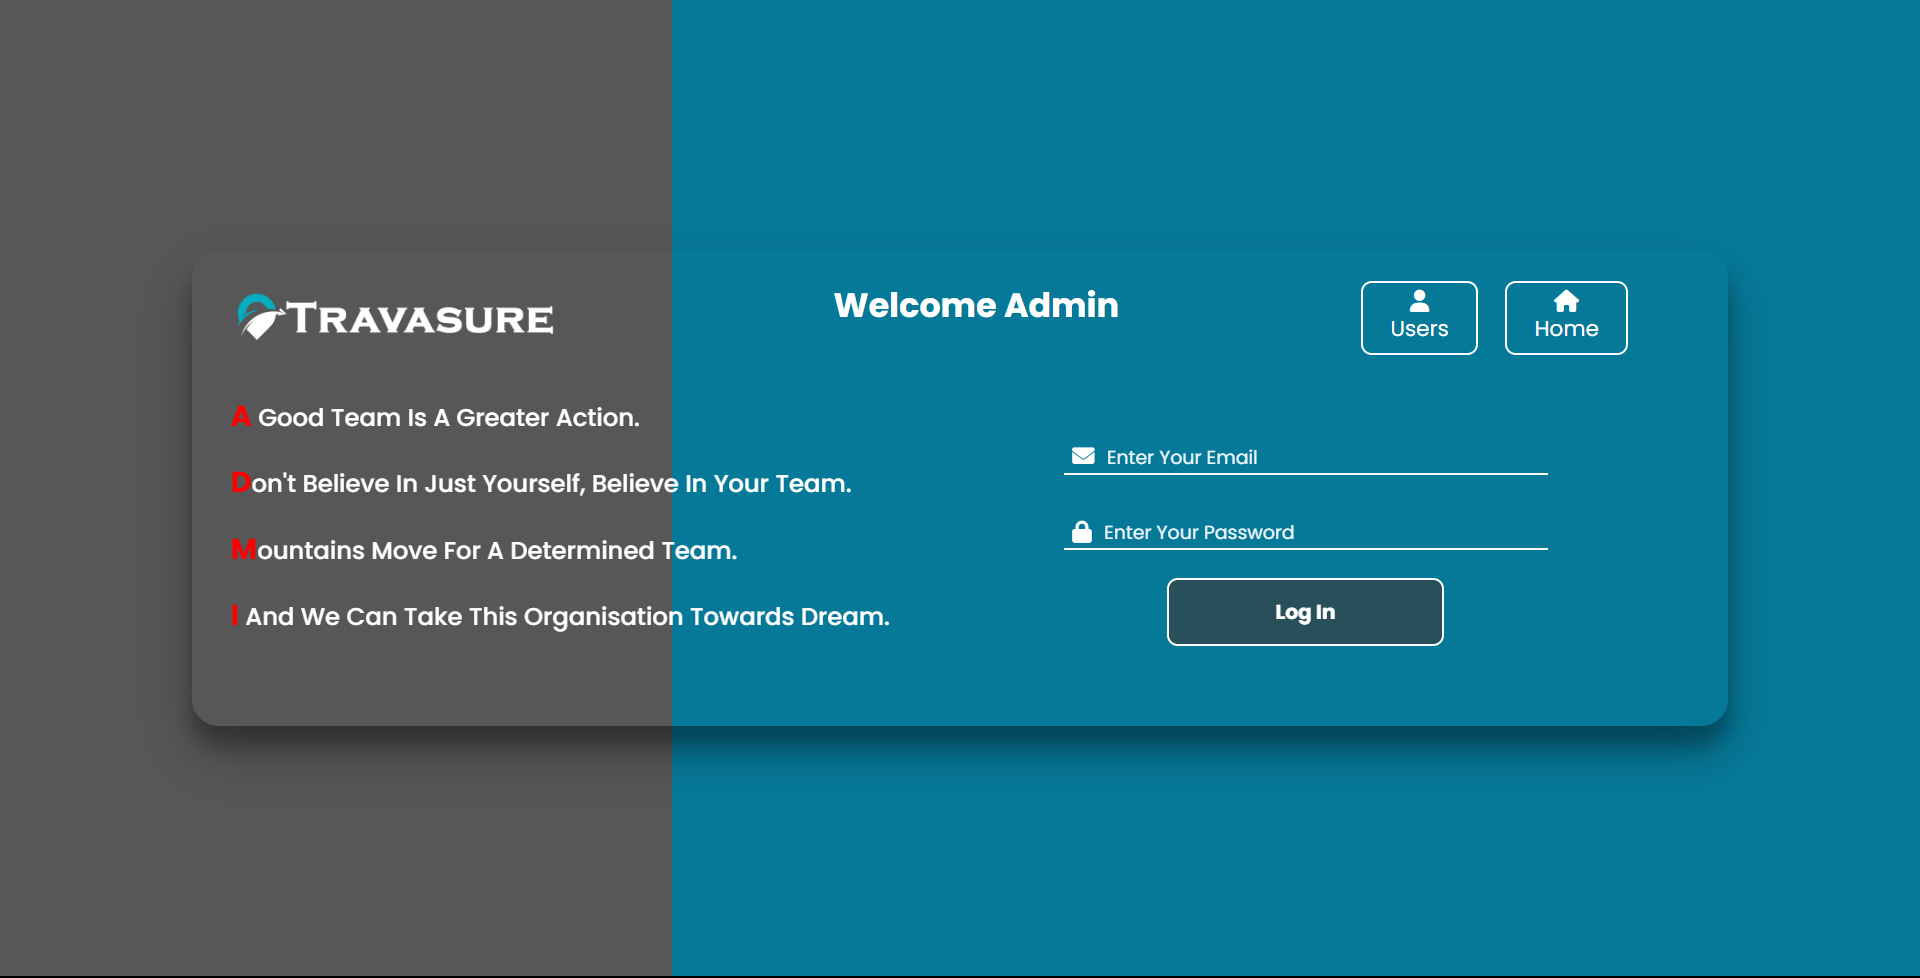 TRAVASURE
Welcome Admin
Users
Home
A Good Team Is A Greater Action.
Don't Believe In Just Yourself, Believe In Your Team.
Mountains Move For A Determined Team.
I And We Can Take This Organisation Towards Dream.
Enter Your Email
Enter Your Password
Log In